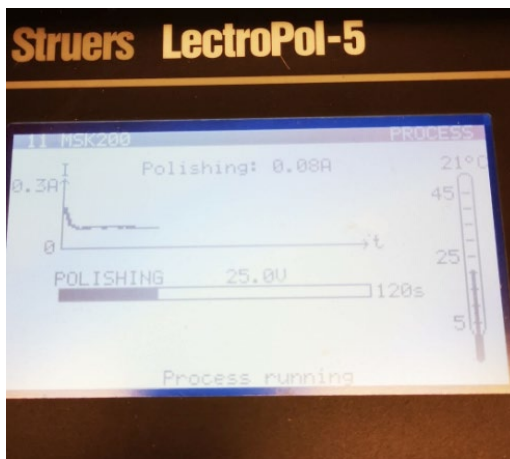 Struers LectroPol-5
11 MSK200 PROCESS
I Polishing: 0.08A 21°C
0.3A
45
0 t
25
POLISHING 25.0V
120s
5
Process running